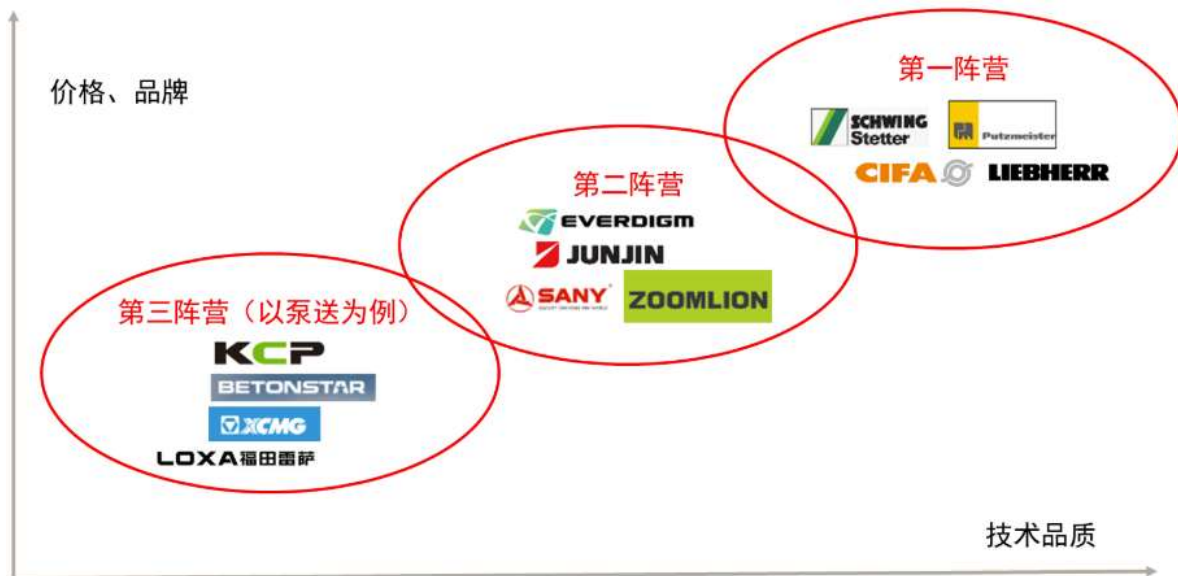 价格、品牌
第一阵营
SCHWING
Stetter
Putzmeister
CIFA
LIEBHERR
第二阵营
EVERDIGM
JUNJIN
SANY
ZOOMLION
第三阵营（以泵送为例）
KCP
BETONSTAR
XCMG
LOXA福田雷萨
技术品质